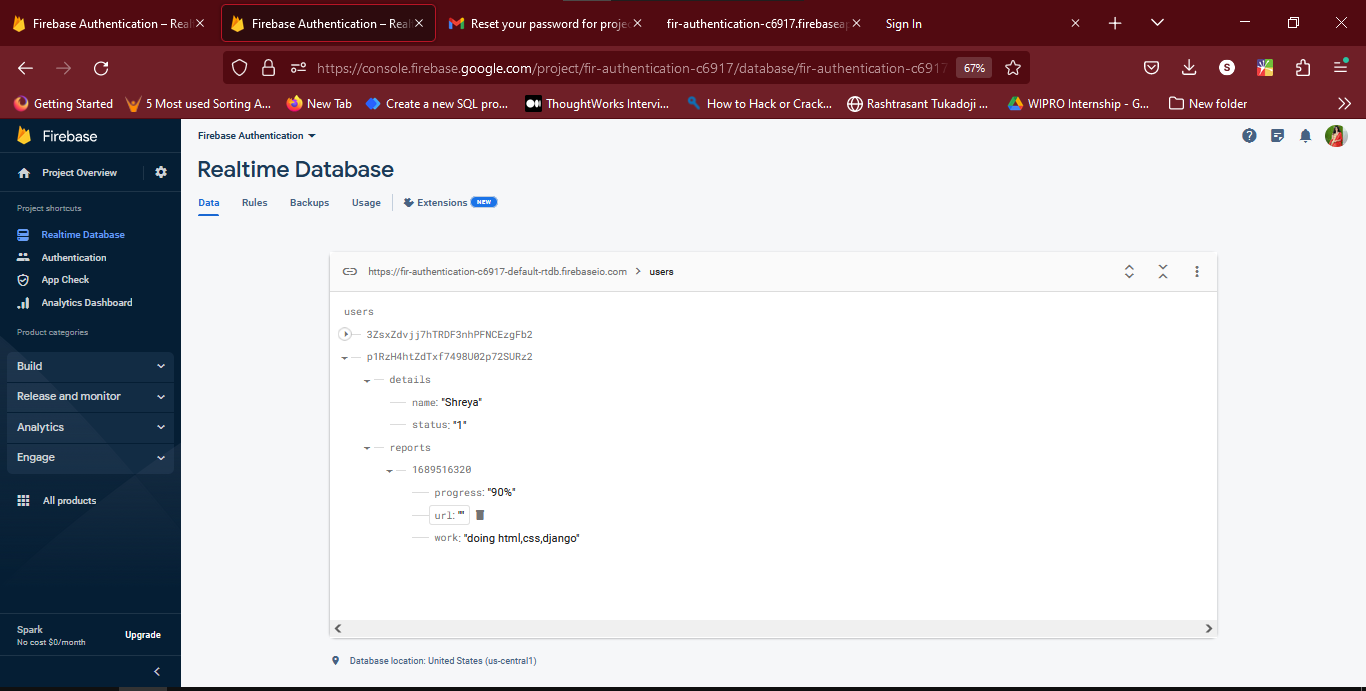 Firebase Authentication – Real
Firebase Authentication – Real
Reset your password for proje
fir-authentication-c6917.firebaseap
Sign In
https://console.firebase.google.com/project/fir-authentication-c6917/database/fir-authentication-c6917
67%
S
Getting Started
5 Most used Sorting A...
New Tab
Create a new SQL pro...
ThoughtWorks Intervi...
How to Hack or Crack...
Rashtrasant Tukadoji ...
WIPRO Internship - G...
New folder
Firebase
Project Overview
Project shortcuts
Realtime Database
Authentication
App Check
Analytics Dashboard
Product categories
Build
Release and monitor
Analytics
Engage
All products
Spark
No cost $0/month
Upgrade
Firebase Authentication
Realtime Database
Data
Rules
Backups
Usage
Extensions NEW
https://fir-authentication-c6917-default-rtdb.firebaseio.com > users
users
3ZsxZdvjj7hTRDF3nhPFNCEzgFb2
p1RzH4htZdTxf7498U02p72SURz2
details
name: "Shreya"
status: "1"
reports
1689516320
progress: "90%"
url: ""
work: "doing html,css,django"
Database location: United States (us-central1)